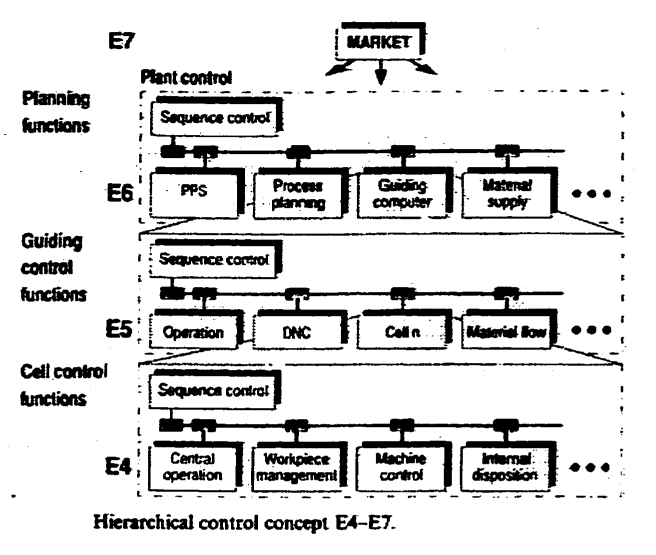 E7
MARKET
Plant control
Planning
functions
Sequence control
E6
PPS
Process
planning
Guiding
computer
Material
supply
Guiding
control
functions
Sequence control
E5
Operation
DNC
Cell n
Material flow
Cell control
functions
Sequence control
E4
Central
operation
Workpiece
management
Machine
control
Internal
disposition
Hierarchical control concept E4–E7.